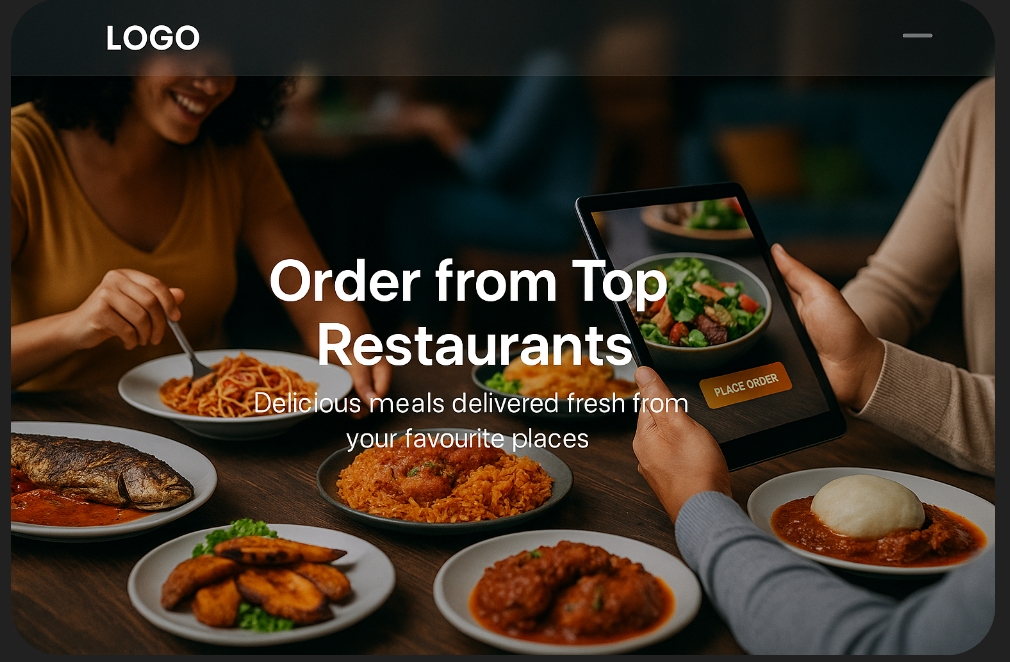 LOGO
Order from Top
Restaurants
PLACE ORDER
Delicious meals delivered fresh from
your favourite places